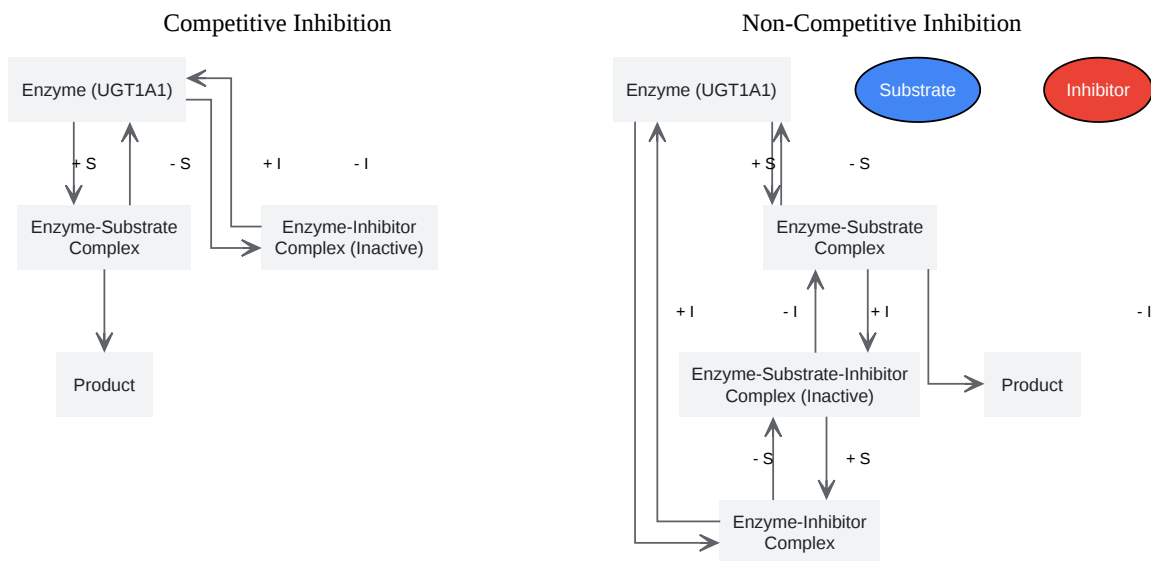 Competitive Inhibition
Enzyme (UGT1A1)
+ S
- S
+ I
- I
Enzyme-Substrate
Complex
Enzyme-Inhibitor
Complex (Inactive)
Product
Non-Competitive Inhibition
Enzyme (UGT1A1)
Substrate
Inhibitor
+ S
- S
Enzyme-Substrate
Complex
+ I
- I
+ I
- I
Enzyme-Substrate-Inhibitor
Complex (Inactive)
Product
- S
+ S
Enzyme-Inhibitor
Complex